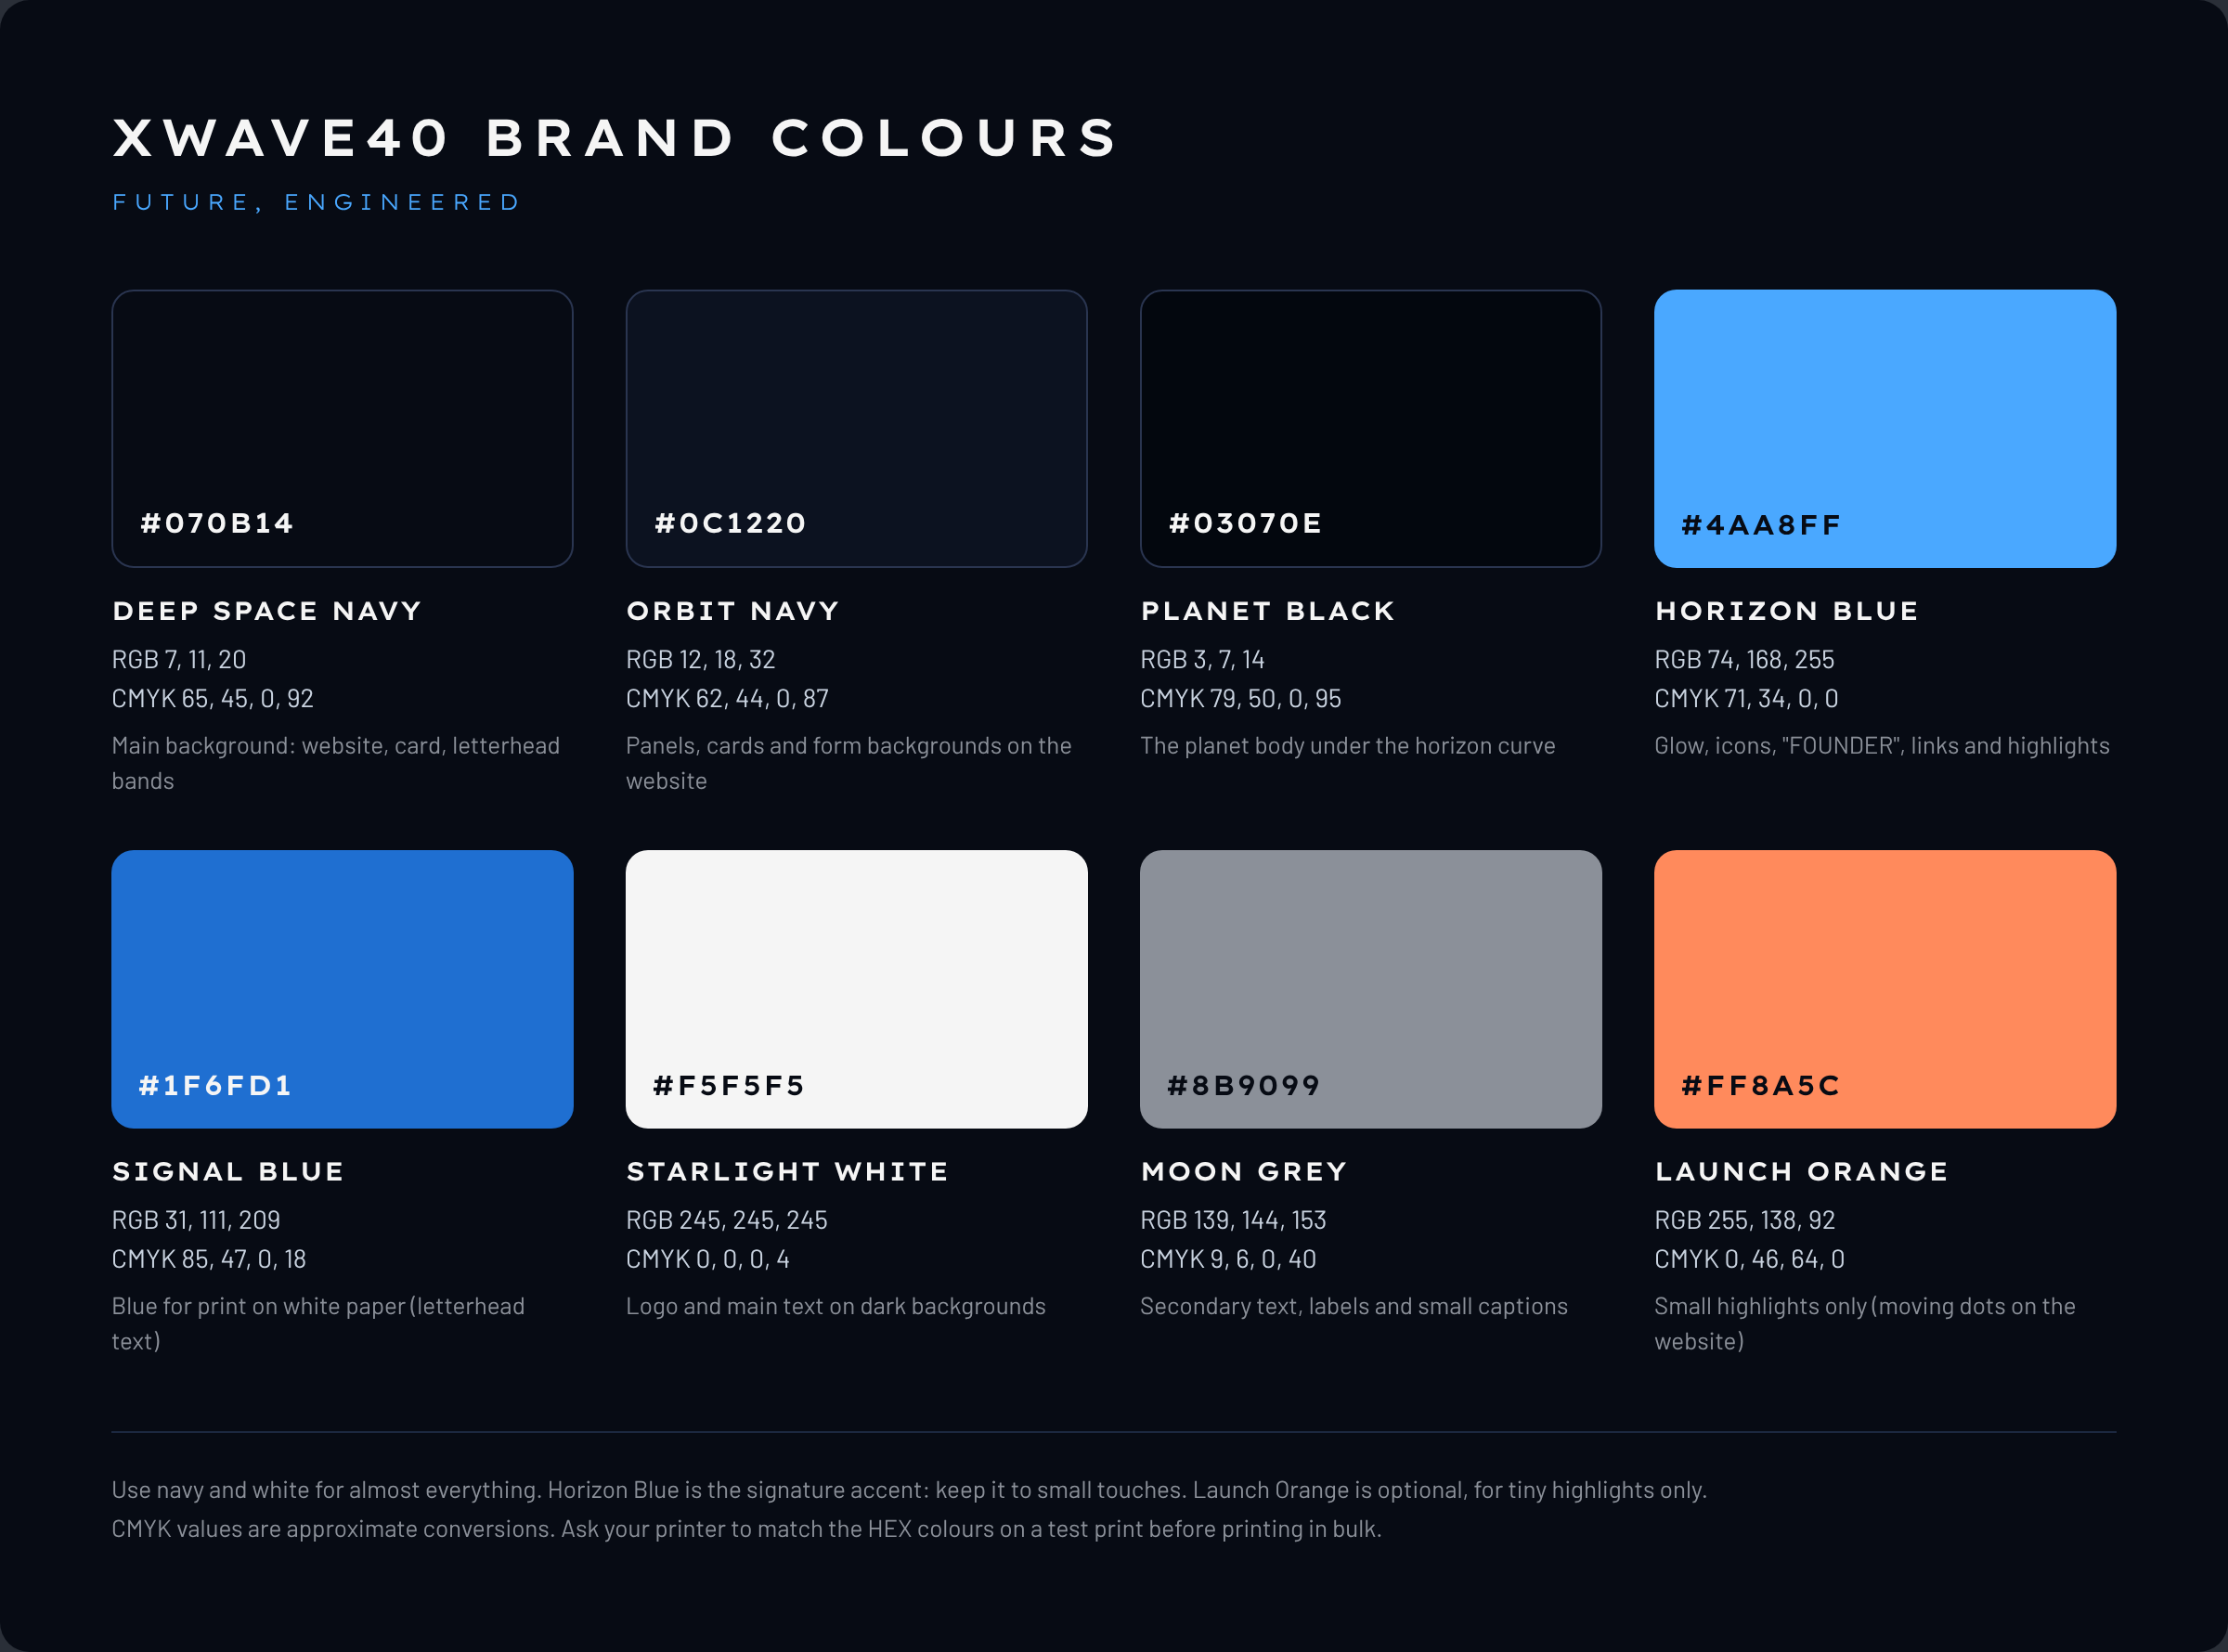 XWAVE40 BRAND COLOURS
FUTURE, ENGINEERED
#070B14
DEEP SPACE NAVY
RGB 7, 11, 20
CMYK 65, 45, 0, 92
Main background: website, card, letterhead
bands
#0C1220
ORBIT NAVY
RGB 12, 18, 32
CMYK 62, 44, 0, 87
Panels, cards and form backgrounds on the
website
#03070E
PLANET BLACK
RGB 3, 7, 14
CMYK 79, 50, 0, 95
The planet body under the horizon curve
#4AA8FF
HORIZON BLUE
RGB 74, 168, 255
CMYK 71, 34, 0, 0
Glow, icons, "FOUNDER", links and highlights
#1F6FD1
SIGNAL BLUE
RGB 31, 111, 209
CMYK 85, 47, 0, 18
Blue for print on white paper (letterhead
text)
#F5F5F5
STARLIGHT WHITE
RGB 245, 245, 245
CMYK 0, 0, 0, 4
Logo and main text on dark backgrounds
#8B9099
MOON GREY
RGB 139, 144, 153
CMYK 9, 6, 0, 40
Secondary text, labels and small captions
#FF8A5C
LAUNCH ORANGE
RGB 255, 138, 92
CMYK 0, 46, 64, 0
Small highlights only (moving dots on the
website)
Use navy and white for almost everything. Horizon Blue is the signature accent: keep it to small touches. Launch Orange is optional, for tiny highlights only.
CMYK values are approximate conversions. Ask your printer to match the HEX colours on a test print before printing in bulk.